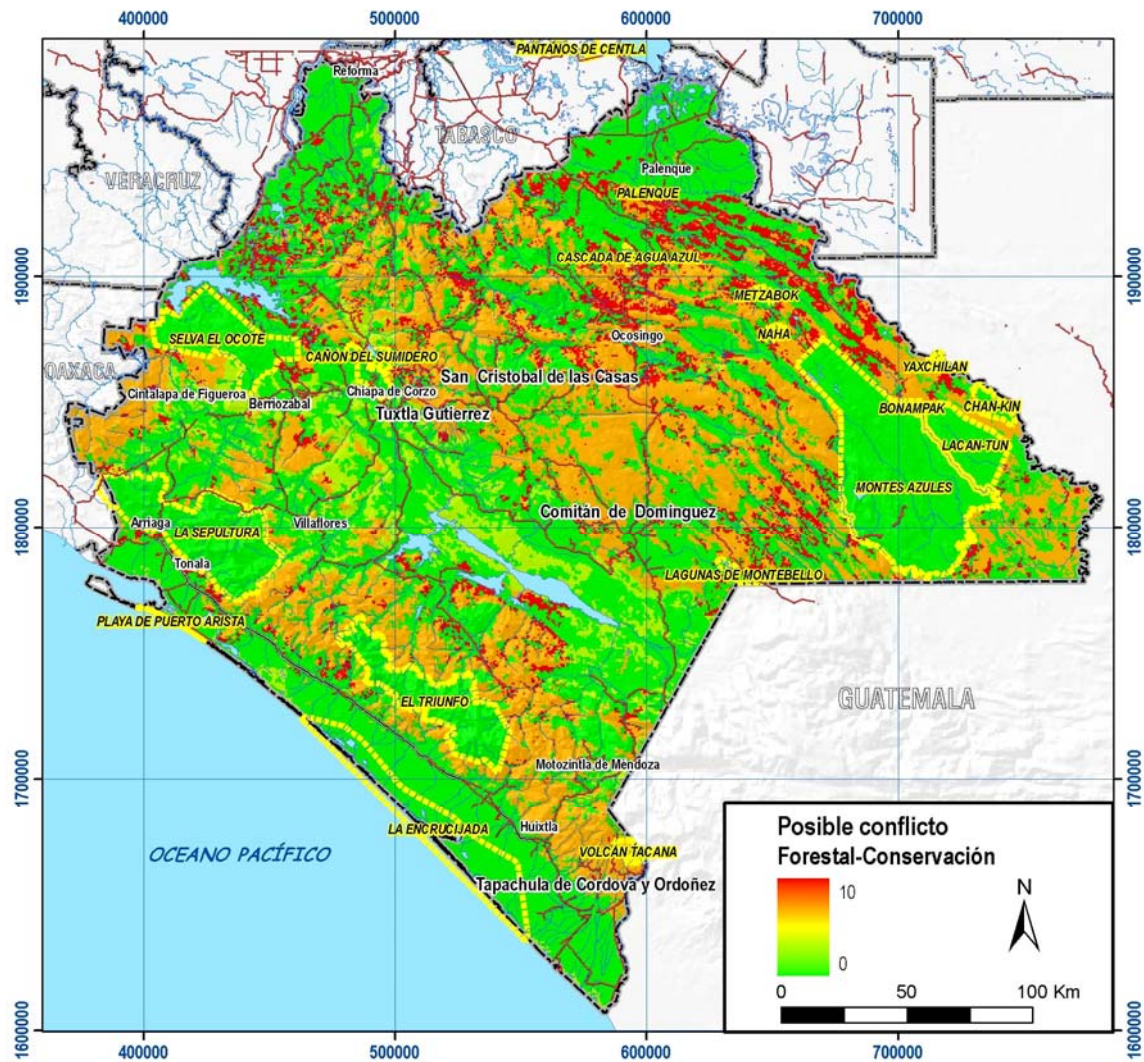 400000
500000
600000
700000
PANTANOS DE CENTLA
Reforma
TABASCO
VERACRUZ
Palenque
PALENQUE
CASCADA DE AGUA AZUL
1900000
1900000
METZABOK
SELVA EL OCOTE
NAHA
Ocosingo
OAXACA
CAÑON DEL SUMIDERO
YAXCHILAN
San Cristobal de las Casas
Cintalapa de Figueroa
Chiapa de Corzo
Berriozabal
BONAMPAK
CHAN-KIN
Tuxtla Gutierrez
LACAN-TUN
MONTES AZULES
Comitán de Domínguez
1800000
1800000
Arriaga
LA SEPULTURA
Villaflores
Tonala
LAGUNAS DE MONTEBELLO
PLAYA DE PUERTO ARISTA
EL TRIUNFO
GUATEMALA
Motozintla de Mendoza
1700000
1700000
Huixtla
LA ENCRUCIJADA
OCEANO PACÍFICO
VOLCAN TACANA
Tapachula de Cordova y Ordoñez
Posible conflicto
Forestal-Conservación
10
0
N
0 50 100 Km
1600000
1600000
400000
500000
600000
700000